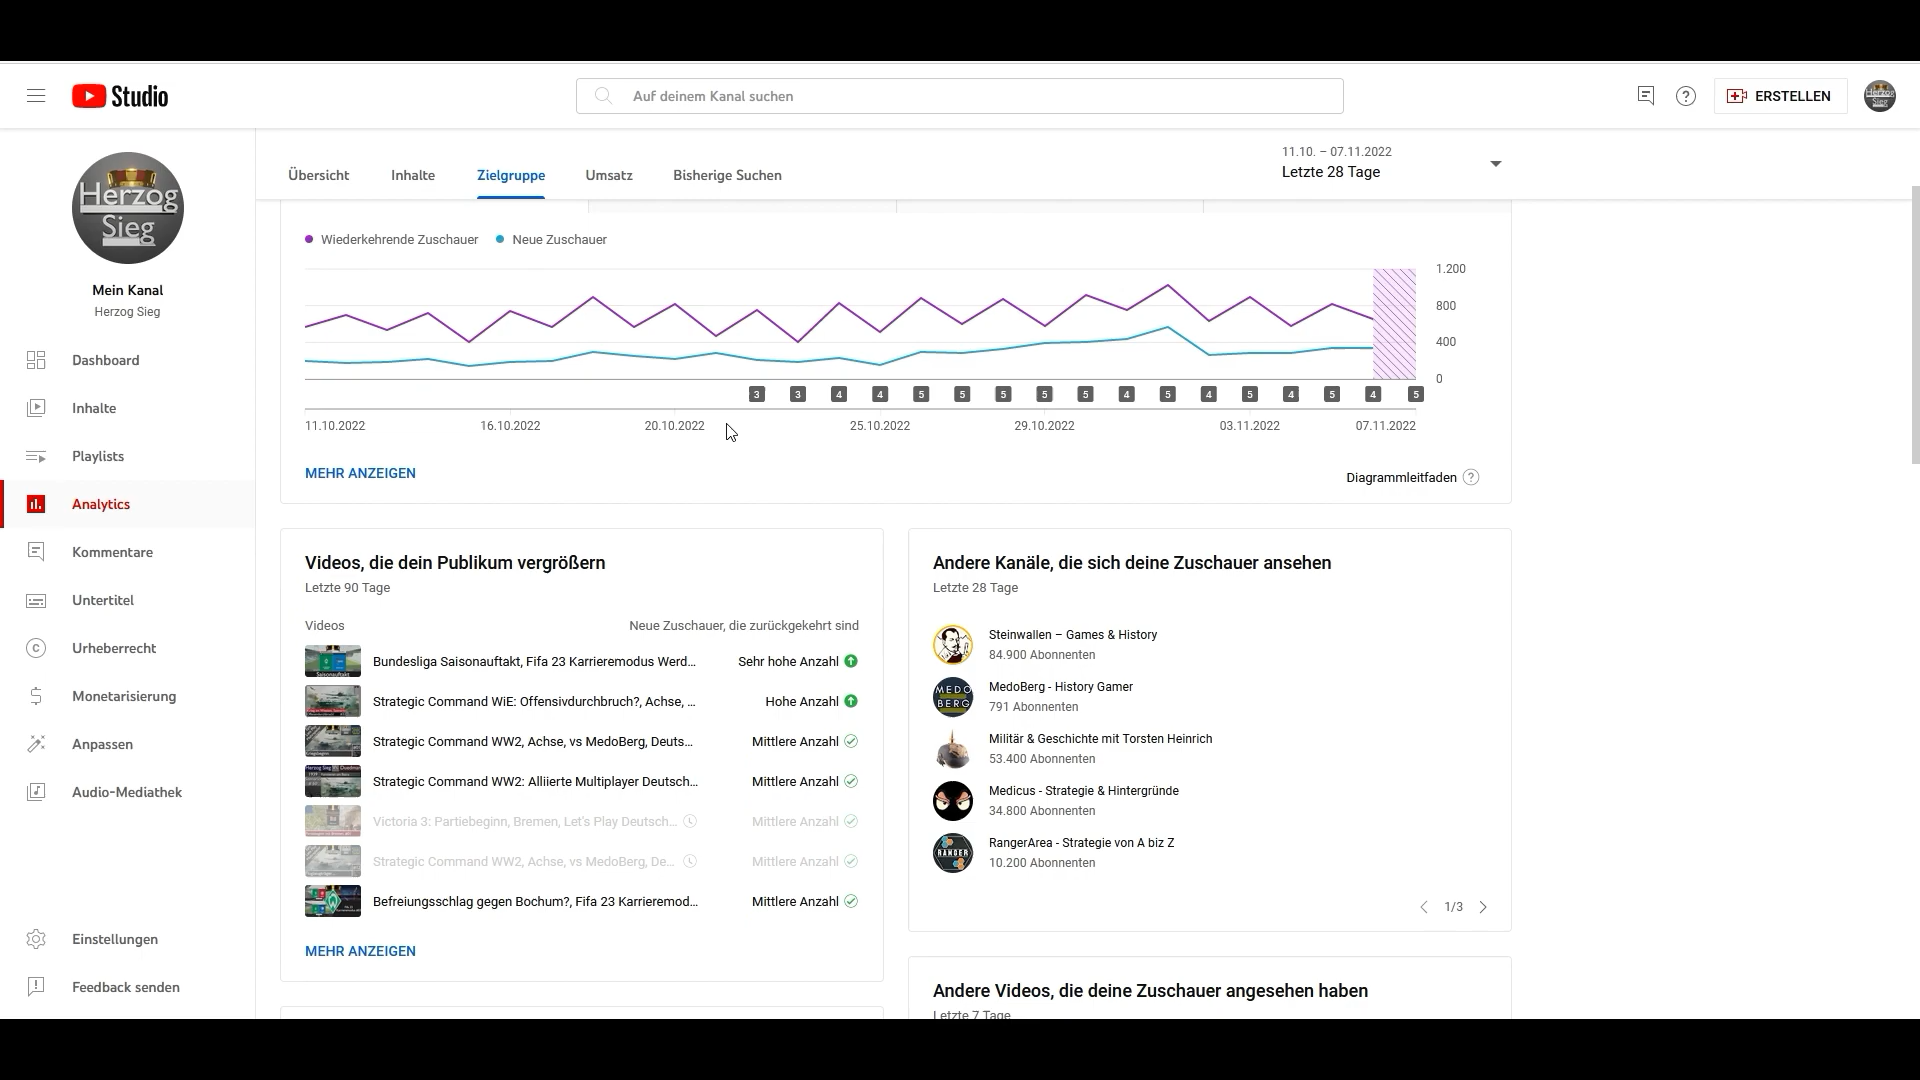 Studio
Auf deinem Kanal suchen
ERSTELLEN
Herzog
Sieg
Mein Kanal
Herzog Sieg
Dashboard
Inhalte
Playlists
Analytics
Kommentare
Untertitel
Urheberrecht
Monetarisierung
Anpassen
Audio-Mediathek
Einstellungen
Feedback senden
Übersicht
Inhalte
Zielgruppe
Umsatz
Bisherige Suchen
11.10. – 07.11.2022
Letzte 28 Tage
Wiederkehrende Zuschauer
Neue Zuschauer
1.200
800
400
0
3 3 4 4 5 5 5 5 5 4 5 4 5 4 5 4 5
11.10.2022 16.10.2022 20.10.2022 25.10.2022 29.10.2022 03.11.2022 07.11.2022
MEHR ANZEIGEN
Diagrammleitfaden
Videos, die dein Publikum vergrößern
Letzte 90 Tage
Videos Neue Zuschauer, die zurückgekehrt sind
Bundesliga Saisonauftakt, Fifa 23 Karrieremodus Werd... Sehr hohe Anzahl
Strategic Command WiE: Offensivdurchbruch?, Achse, ... Hohe Anzahl
Strategic Command WW2, Achse, vs MedoBerg, Deuts... Mittlere Anzahl
Strategic Command WW2: Alliierte Multiplayer Deutsch... Mittlere Anzahl
Victoria 3: Partiebeginn, Bremen, Let's Play Deutsch... Mittlere Anzahl
Strategic Command WW2, Achse, vs MedoBerg, De... Mittlere Anzahl
Befreiungsschlag gegen Bochum?, Fifa 23 Karrieremod... Mittlere Anzahl
MEHR ANZEIGEN
Andere Kanäle, die sich deine Zuschauer ansehen
Letzte 28 Tage
Steinwallen – Games & History
84.900 Abonnenten
MEDO
BERG
MedoBerg - History Gamer
791 Abonnenten
Militär & Geschichte mit Torsten Heinrich
53.400 Abonnenten
Medicus - Strategie & Hintergründe
34.800 Abonnenten
RANGER
RangerArea - Strategie von A biz Z
10.200 Abonnenten
1/3
Andere Videos, die deine Zuschauer angesehen haben
Letzte 7 Tage